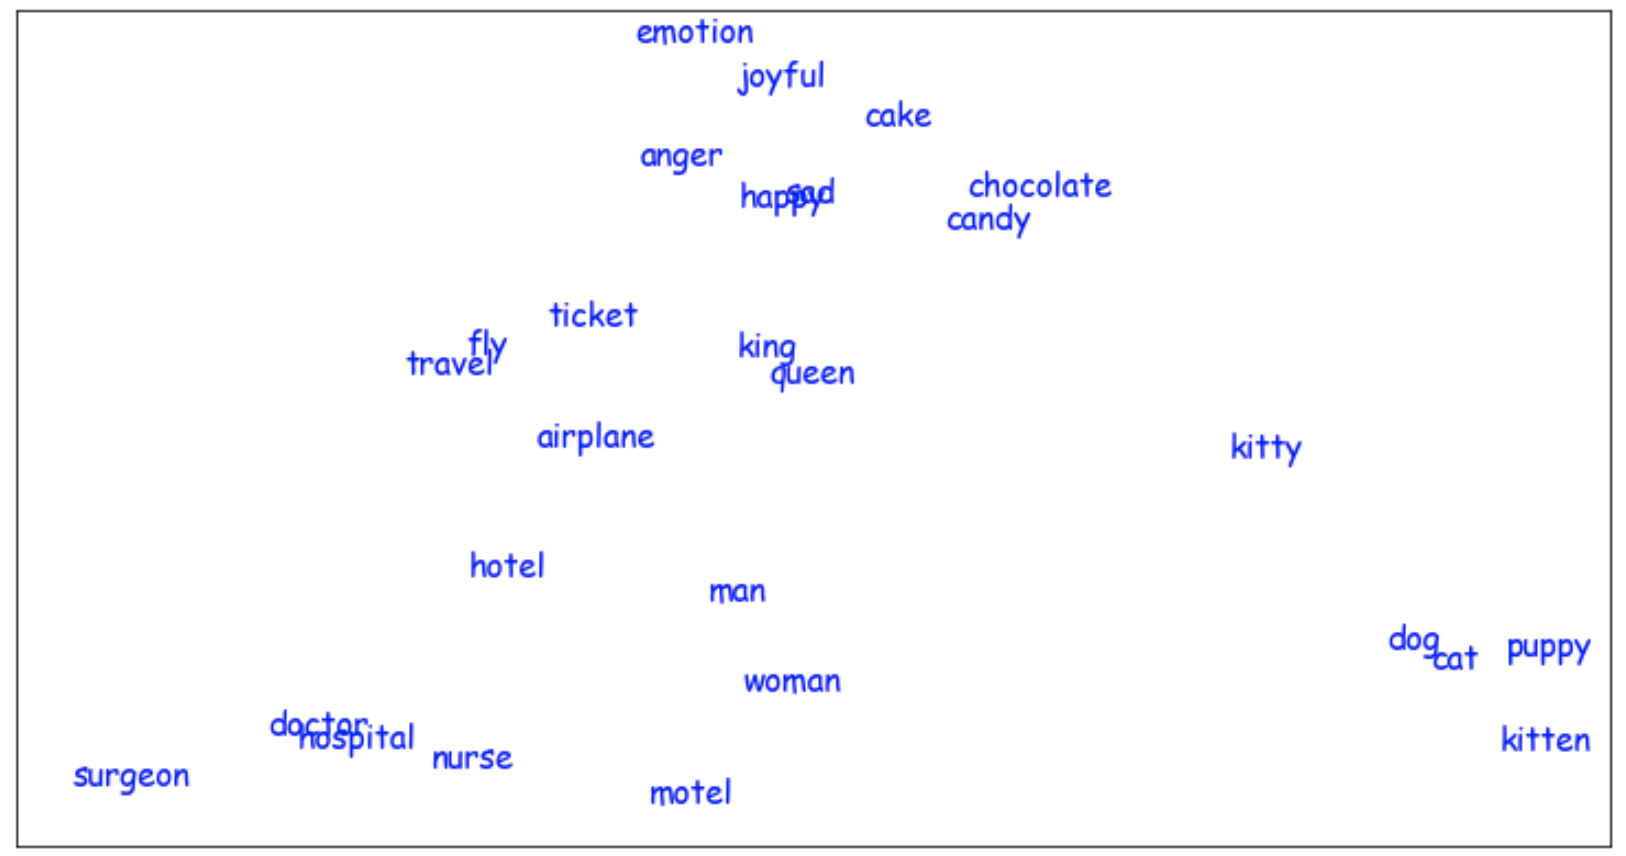 emotion
joyful
cake
anger
chocolate
happy
sad
candy
ticket
fly
king
travel
queen
airplane
kitty
hotel
man
dog
puppy
cat
woman
doctor
hospital
kitten
nurse
surgeon
motel